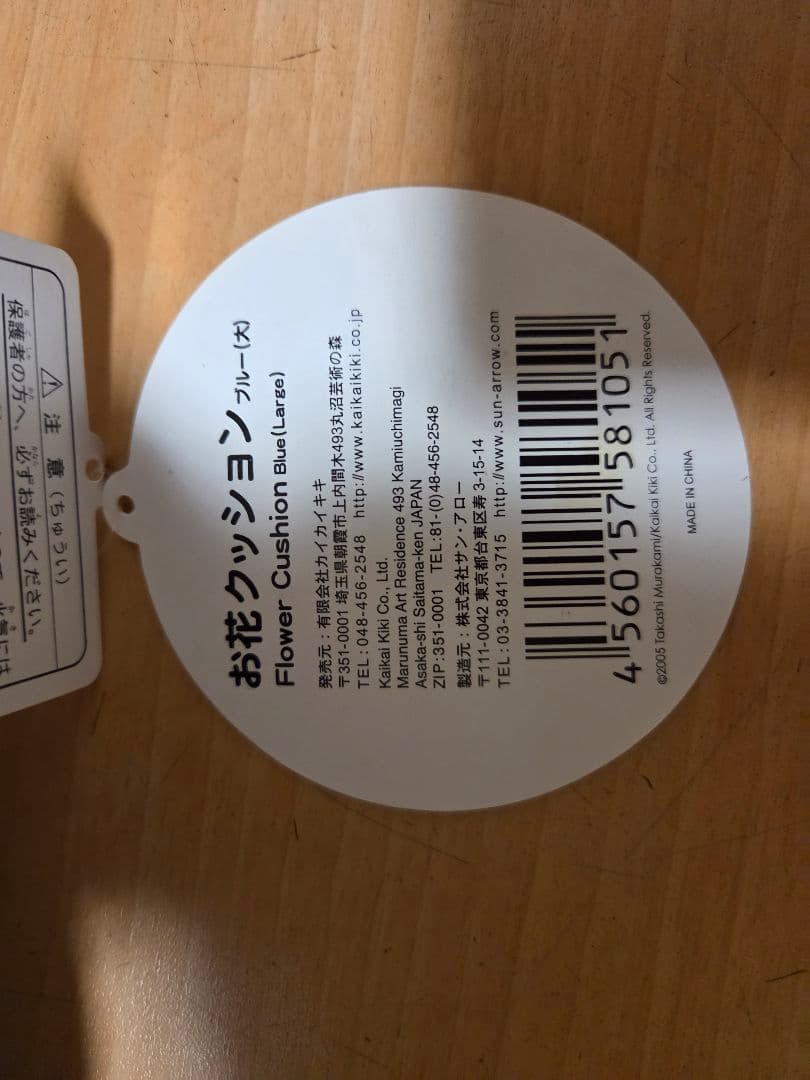 お花クッション ブルー(大)
Flower Cushion Blue(Large)
発売元：有限会社カイカイキキ
〒351-0001 埼玉県朝霞市上内間木493丸沼芸術の森
TEL：048-456-2548 http://www.kaikaikiki.co.jp
Kaikai Kiki Co., Ltd.
Marunuma Art Residence 493 Kamiuchimagi
Asaka-shi Saitama-ken JAPAN
ZIP:351-0001 TEL:81-(0)48-456-2548
製造元：株式会社サン・アロー
〒111-0042 東京都台東区寿 3-15-14
TEL：03-3841-3715 http://www.sun-arrow.com
4560157581051
©2005 Takashi Murakami/Kaikai Kiki Co., Ltd. All Rights Reserved.
MADE IN CHINA
注意(ちゅうい)
保護者の方へ、必ずお読みください。